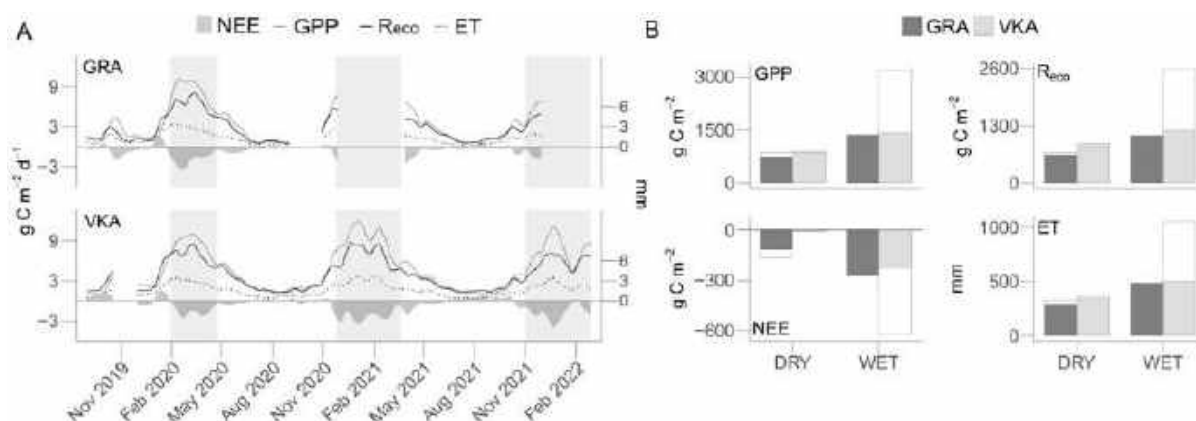 A
NEE GPP Reco ET
GRA
9
3
−3
6
3
0
VKA
9
3
−3
6
3
0
g C m−2 d−1
mm
Nov 2019
Feb 2020
May 2020
Aug 2020
Nov 2020
Feb 2021
May 2021
Aug 2021
Nov 2021
Feb 2022
B
GRA VKA
GPP
3000
1500
0
g C m−2
Reco
2600
1300
0
g C m−2
0
−300
−600
g C m−2
NEE
DRY WET
ET
1000
500
0
mm
DRY WET